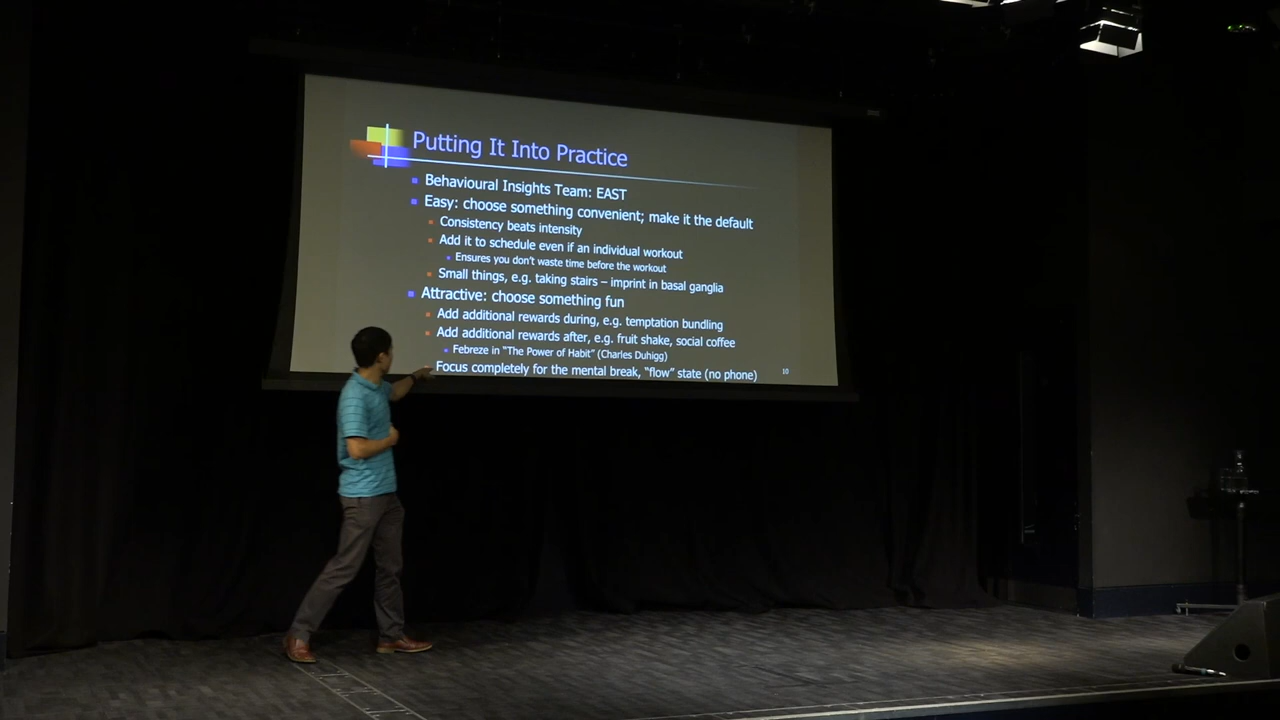 Putting It Into Practice
Behavioural Insights Team: EAST
Easy: choose something convenient; make it the default
Consistency beats intensity
Add it to schedule even if an individual workout
Ensures you don't waste time before the workout
Small things, e.g. taking stairs – imprint in basal ganglia
Attractive: choose something fun
Add additional rewards during, e.g. temptation bundling
Add additional rewards after, e.g. fruit shake, social coffee
Febreze in "The Power of Habit" (Charles Duhigg)
Focus completely for the mental break, "flow" state (no phone)
10